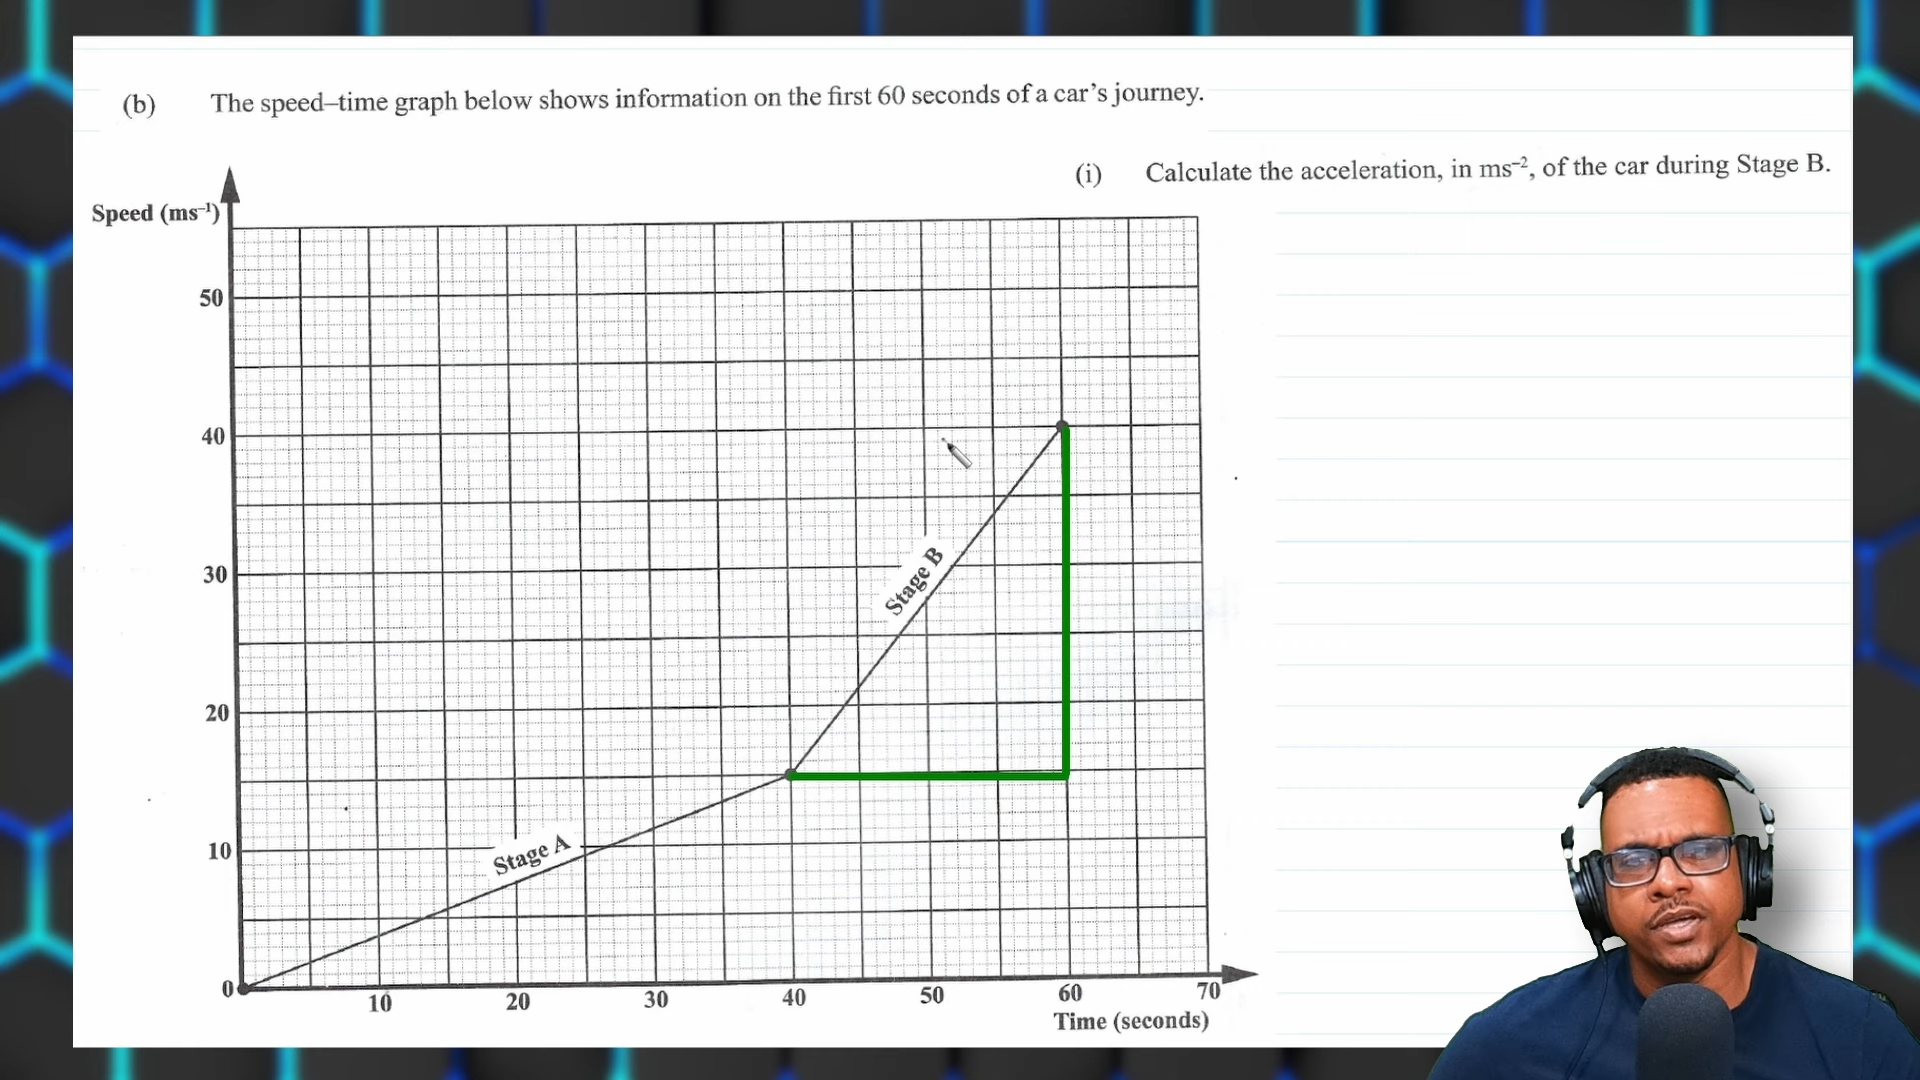 (b) The speed–time graph below shows information on the first 60 seconds of a car's journey.
(i) Calculate the acceleration, in ms⁻², of the car during Stage B.
Speed (ms⁻¹)
50
40
30
20
10
0
Stage B
Stage A
10 20 30 40 50 60 70
Time (seconds)